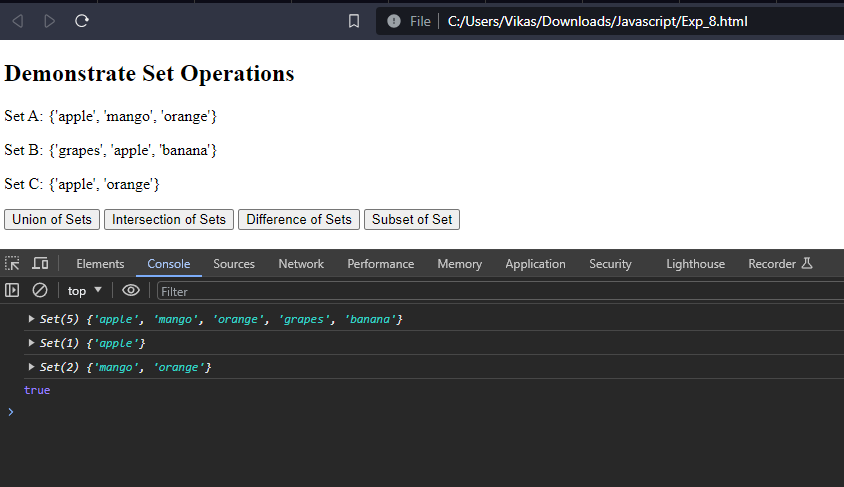 File C:/Users/Vikas/Downloads/Javascript/Exp_8.html
Demonstrate Set Operations
Set A: {'apple', 'mango', 'orange'}
Set B: {'grapes', 'apple', 'banana'}
Set C: {'apple', 'orange'}
Union of Sets Intersection of Sets Difference of Sets Subset of Set
Elements Console Sources Network Performance Memory Application Security Lighthouse Recorder
top Filter
Set(5) {'apple', 'mango', 'orange', 'grapes', 'banana'}
Set(1) {'apple'}
Set(2) {'mango', 'orange'}
true